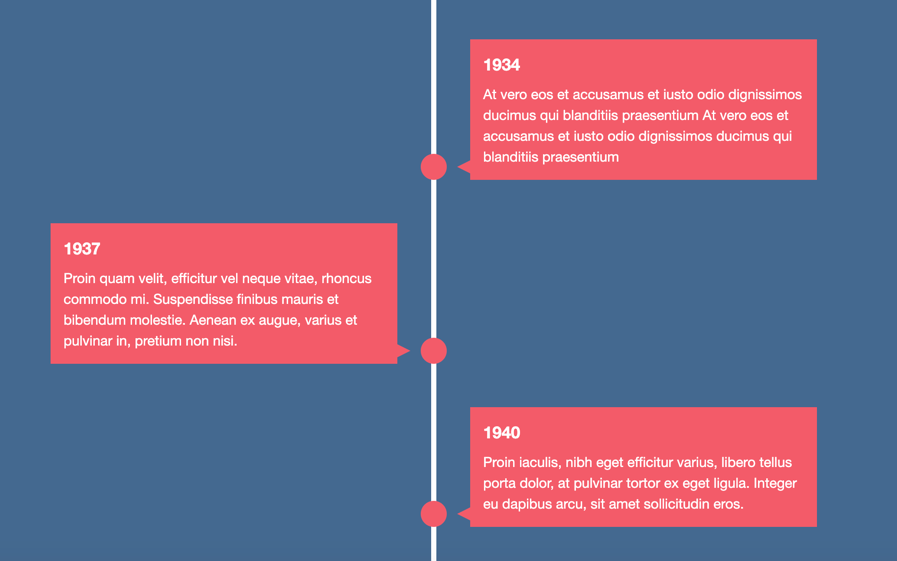 1934
At vero eos et accusamus et iusto odio dignissimos
ducimus qui blanditiis praesentium At vero eos et
accusamus et iusto odio dignissimos ducimus qui
blanditiis praesentium
1937
Proin quam velit, efficitur vel neque vitae, rhoncus
commodo mi. Suspendisse finibus mauris et
bibendum molestie. Aenean ex augue, varius et
pulvinar in, pretium non nisi.
1940
Proin iaculis, nibh eget efficitur varius, libero tellus
porta dolor, at pulvinar tortor ex eget ligula. Integer
eu dapibus arcu, sit amet sollicitudin eros.